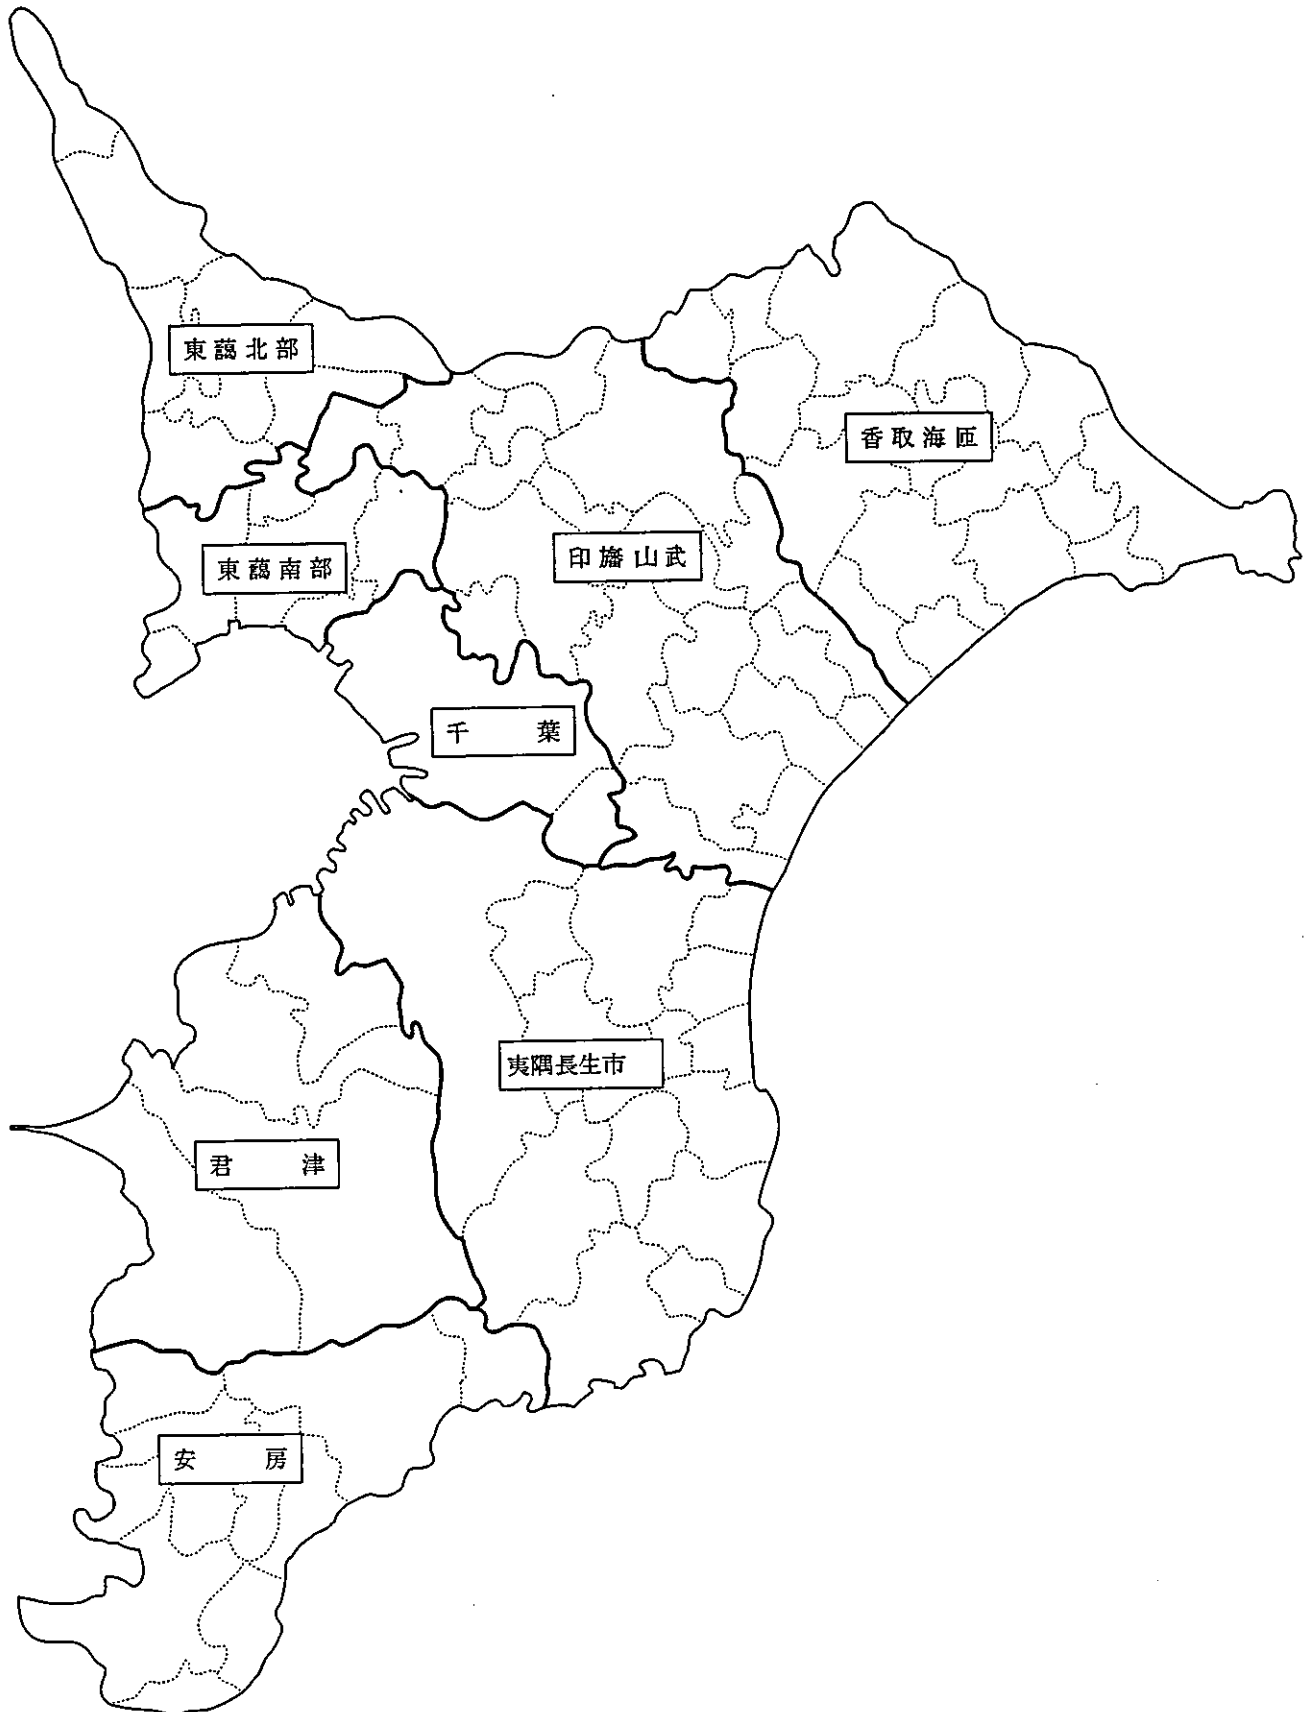 東葛北部
香取海匝
印旛山武
東葛南部
千葉
夷隅長生市
君津
安房